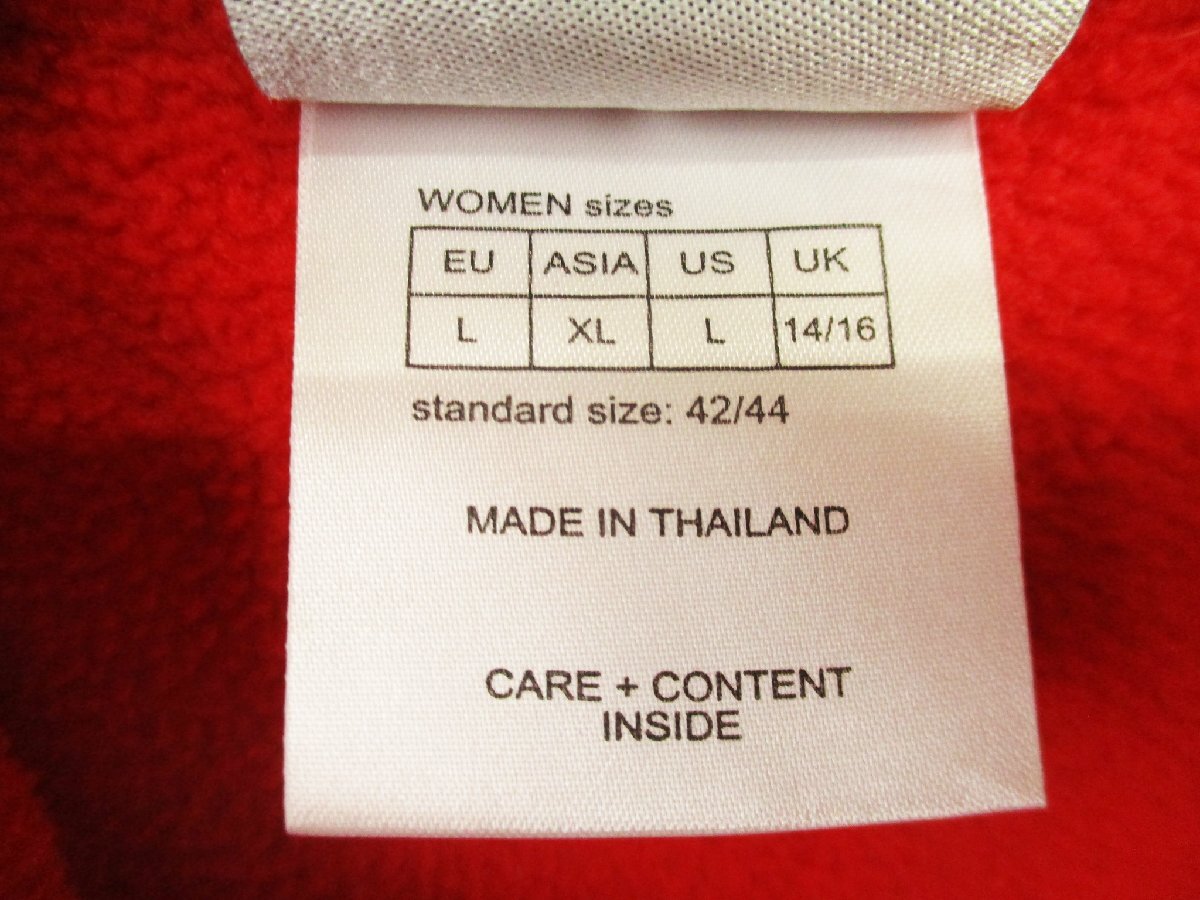 WOMEN sizes
EU ASIA US UK
L XL L 14/16
standard size: 42/44
MADE IN THAILAND
CARE + CONTENT
INSIDE